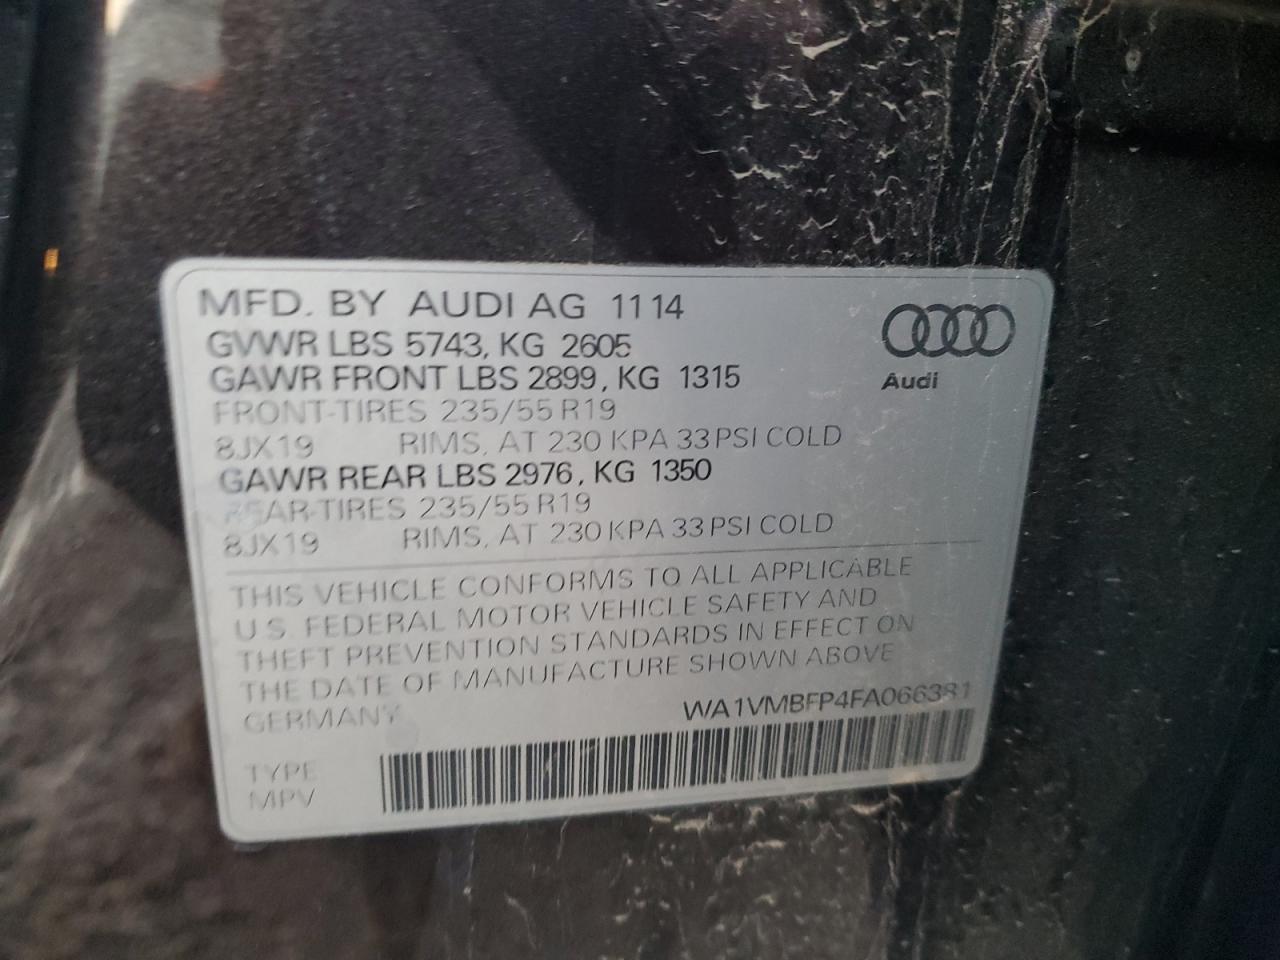 MFD. BY AUDI AG 11 14
GVWR LBS 5743, KG 2605
GAWR FRONT LBS 2899, KG 1315
FRONT-TIRES 235/55 R19
8JX19 RIMS, AT 230 KPA 33 PSI COLD
GAWR REAR LBS 2976, KG 1350
REAR-TIRES 235/55 R19
8JX19 RIMS, AT 230 KPA 33 PSI COLD
Audi
THIS VEHICLE CONFORMS TO ALL APPLICABLE
U.S. FEDERAL MOTOR VEHICLE SAFETY AND
THEFT PREVENTION STANDARDS IN EFFECT ON
THE DATE OF MANUFACTURE SHOWN ABOVE
GERMANY
WA1VMBFP4FA066381
TYPE
MPV